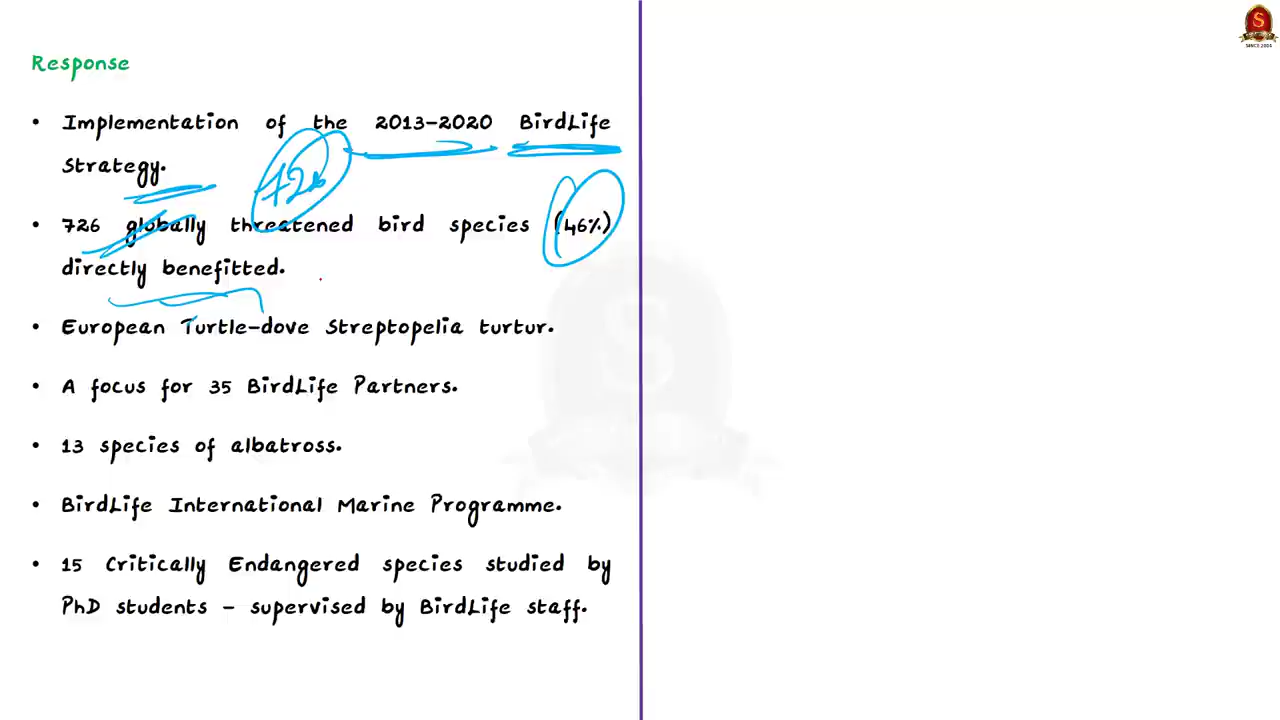 Response
• Implementation of the 2013-2020 BirdLife
Strategy.
726
• 726 globally threatened bird species (46%)
directly benefitted.
• European Turtle-dove Streptopelia turtur.
• A focus for 35 BirdLife Partners.
• 13 species of albatross.
• BirdLife International Marine Programme.
• 15 Critically Endangered species studied by
PhD students - supervised by BirdLife staff.
S
SINCE 2004